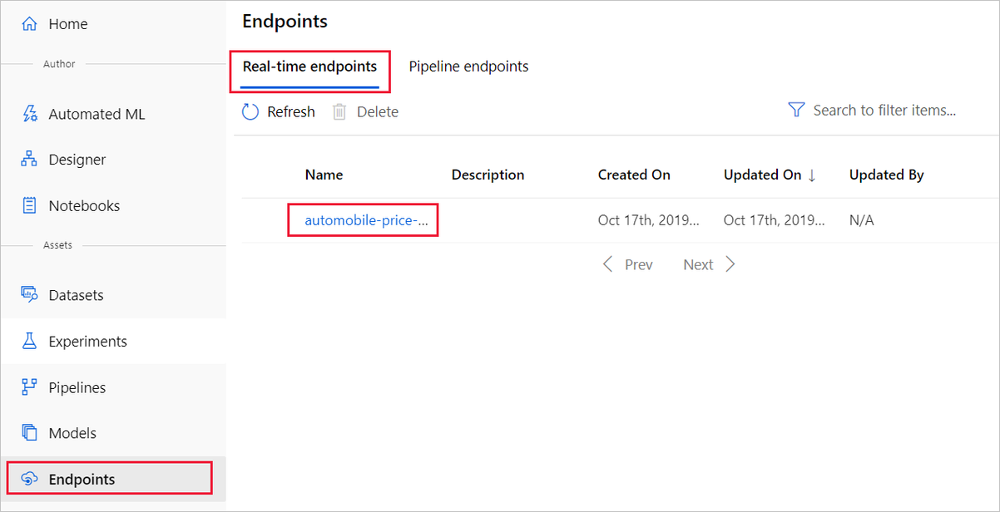 Home
Author
Automated ML
Designer
Notebooks
Assets
Datasets
Experiments
Pipelines
Models
Endpoints
Endpoints
Real-time endpoints Pipeline endpoints
Refresh Delete Search to filter items...
Name Description Created On Updated On ↓ Updated By
automobile-price-... Oct 17th, 2019... Oct 17th, 2019... N/A
Prev Next